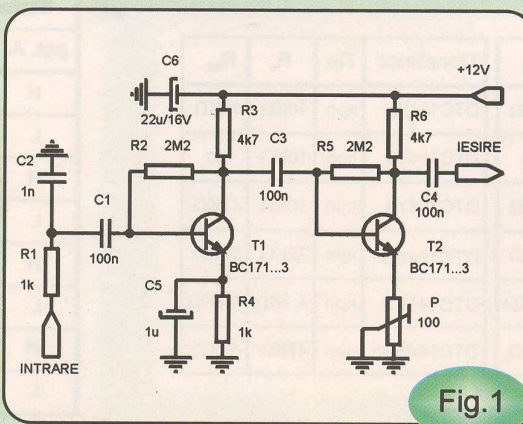 C6
+12V
22u/16V
R3
4k7
C3
R6
4k7
IESIRE
C2
1n
R2 2M2
100n
R5 2M2
C1
100n
C4
100n
T1
BC171...3
T2
BC171...3
R1
1k
C5
1u
R4
1k
P
100
INTRARE
Fig.1